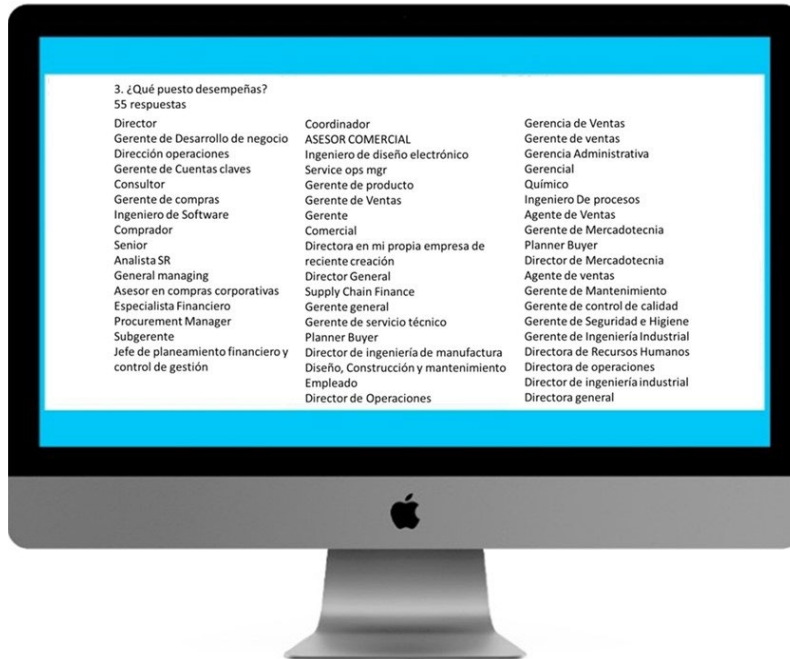 3. ¿Qué puesto desempeñas?
55 respuestas
Director
Gerente de Desarrollo de negocio
Dirección operaciones
Gerente de Cuentas claves
Consultor
Gerente de compras
Ingeniero de Software
Comprador
Senior
Analista SR
General managing
Asesor en compras corporativas
Especialista Financiero
Procurement Manager
Subgerente
Jefe de planeamiento financiero y
control de gestión
Coordinador
ASESOR COMERCIAL
Ingeniero de diseño electrónico
Service ops mgr
Gerente de producto
Gerente de Ventas
Gerente
Comercial
Directora en mi propia empresa de
reciente creación
Director General
Supply Chain Finance
Gerente general
Gerente de servicio técnico
Planner Buyer
Director de ingeniería de manufactura
Diseño, Construcción y mantenimiento
Empleado
Director de Operaciones
Gerencia de Ventas
Gerente de ventas
Gerencia Administrativa
Gerencial
Químico
Ingeniero De procesos
Agente de Ventas
Gerente de Mercadotecnia
Planner Buyer
Director de Mercadotecnia
Agente de ventas
Gerente de Mantenimiento
Gerente de control de calidad
Gerente de Seguridad e Higiene
Gerente de Ingeniería Industrial
Directora de Recursos Humanos
Directora de operaciones
Director de ingeniería industrial
Directora general